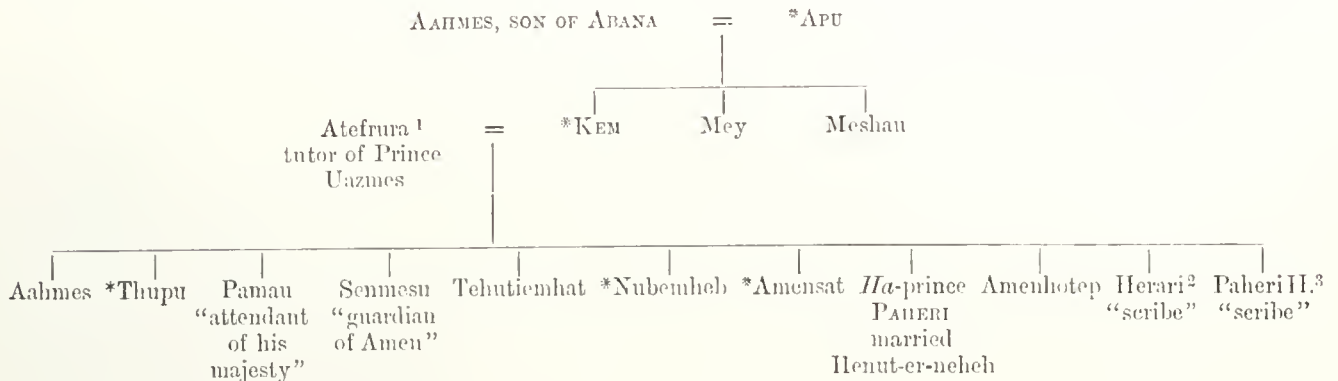 AAHMES, SON OF ABANA = *APU
Atefrura ¹ = *KEM Mey Meshau
tutor of Prince
Uazmes
Aahmes *Thupu Pamau Senmesu Tehutiemhat *Nubemheb *Amensat Ha-prince Amenhotep Herari² Paheri II.³
"attendant "guardian PAHERI "scribe" "scribe"
of his of Amen" married
majesty" Henut-er-neheh